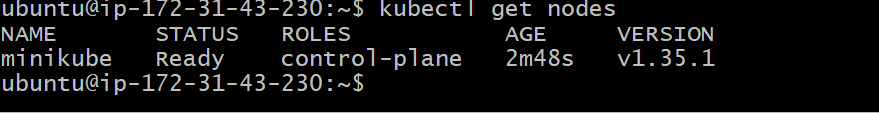 ubuntu@ip-172-31-43-230:~$ kubectl get nodes
NAME       STATUS   ROLES           AGE     VERSION
minikube   Ready    control-plane   2m48s   v1.35.1
ubuntu@ip-172-31-43-230:~$